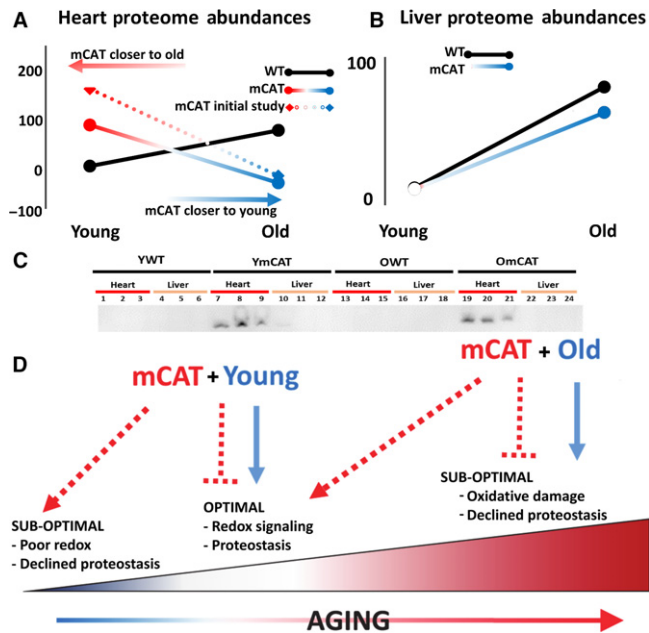 A Heart proteome abundances
B Liver proteome abundances
200
100
0
−100
mCAT closer to old
WT
mCAT
mCAT initial study
mCAT closer to young
Young
Old
100
0
WT
mCAT
Young
Old
C
YWT YmCAT OWT OmCAT
Heart Liver Heart Liver Heart Liver Heart Liver
1 2 3 4 5 6 7 8 9 10 11 12 13 14 15 16 17 18 19 20 21 22 23 24
D
mCAT + Young
mCAT + Old
SUB-OPTIMAL
- Poor redox
- Declined proteostasis
OPTIMAL
- Redox signaling
- Proteostasis
SUB-OPTIMAL
- Oxidative damage
- Declined proteostasis
AGING